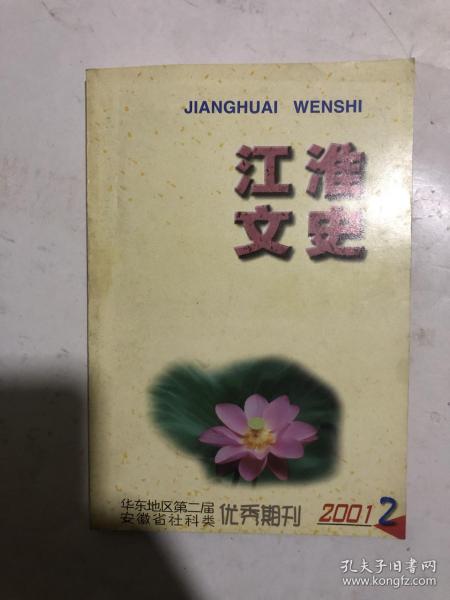 JIANGHUAI WENSHI
江淮
文史
华东地区第二届
安徽省社科类
优秀期刊
2001 2
孔夫子旧书网
www.kongfz.com